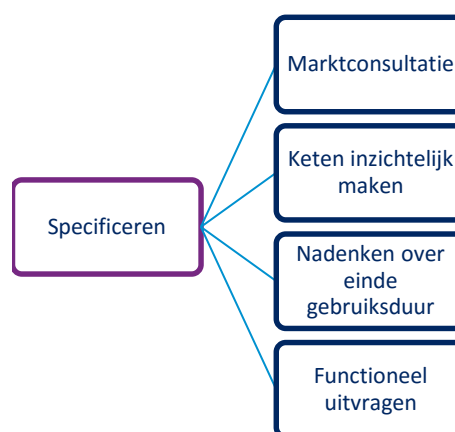 Specificeren
Marktconsultatie
Keten inzichtelijk
maken
Nadenken over
einde
gebruiksduur
Functioneel
uitvragen